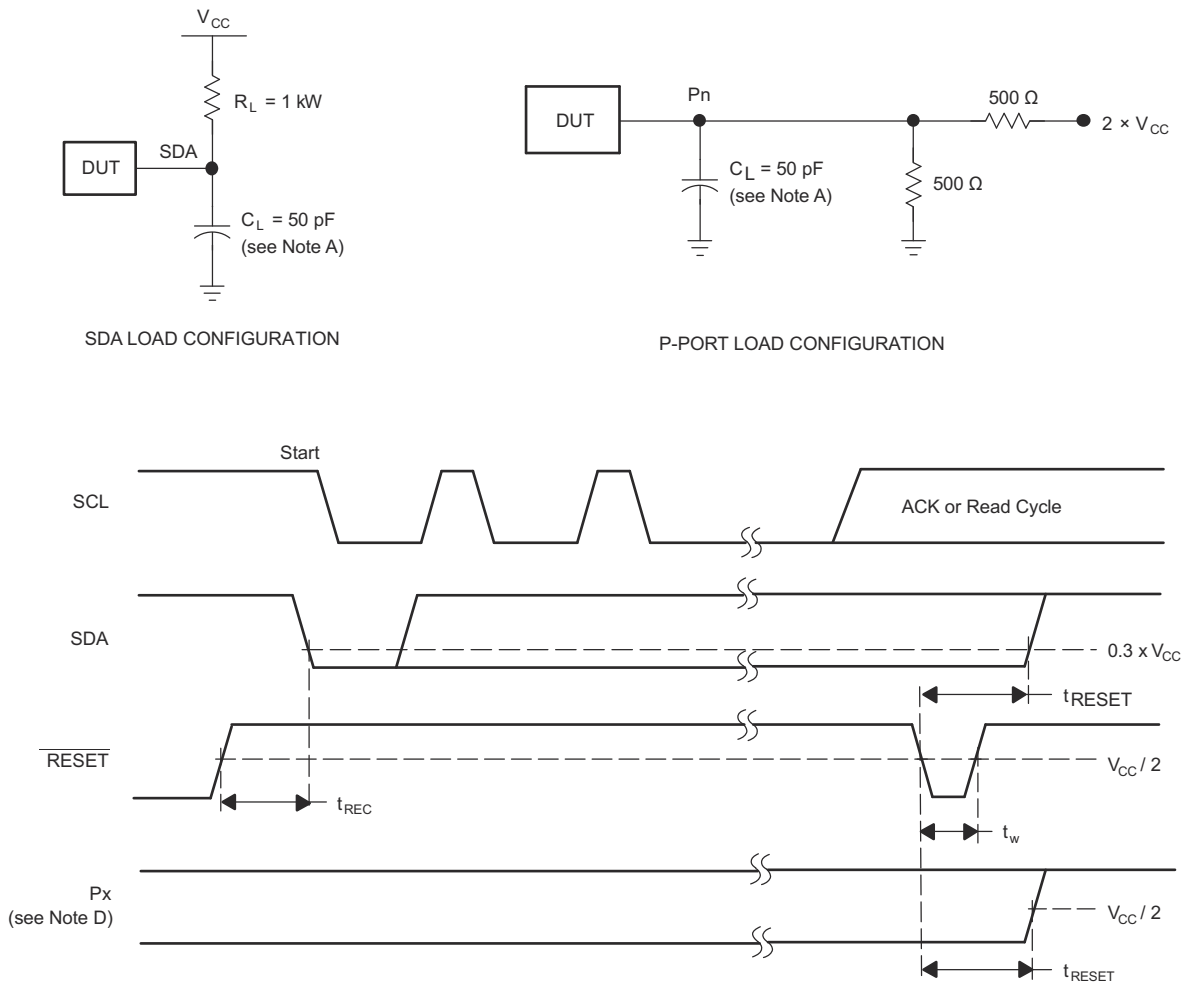 V_CC
R_L = 1 kW
DUT
SDA
C_L = 50 pF
(see Note A)
SDA LOAD CONFIGURATION
DUT
Pn
500 Ω
2 × V_CC
C_L = 50 pF
(see Note A)
500 Ω
P-PORT LOAD CONFIGURATION
Start
SCL
ACK or Read Cycle
SDA
0.3 x V_CC
t_RESET
RESET
V_CC / 2
t_REC
t_w
Px
(see Note D)
V_CC / 2
t_RESET